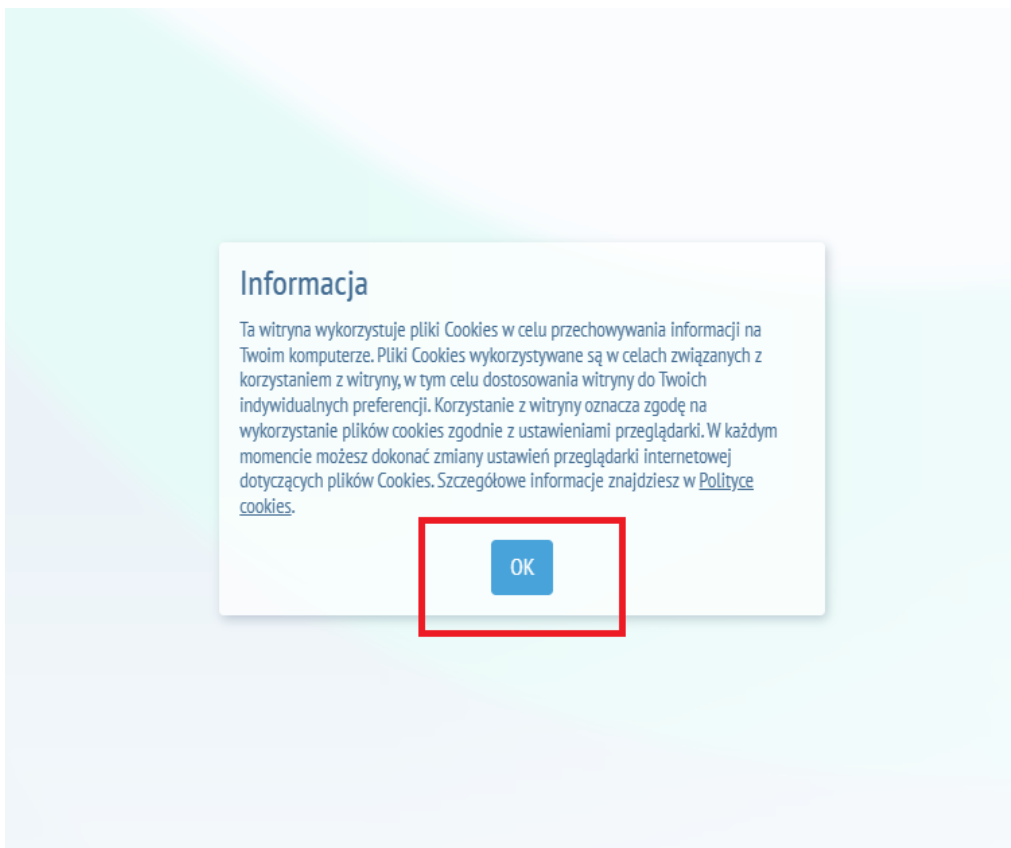 Informacja
Ta witryna wykorzystuje pliki Cookies w celu przechowywania informacji na
Twoim komputerze. Pliki Cookies wykorzystywane są w celach związanych z
korzystaniem z witryny, w tym celu dostosowania witryny do Twoich
indywidualnych preferencji. Korzystanie z witryny oznacza zgodę na
wykorzystanie plików cookies zgodnie z ustawieniami przeglądarki. W każdym
momencie możesz dokonać zmiany ustawień przeglądarki internetowej
dotyczących plików Cookies. Szczegółowe informacje znajdziesz w Polityce
cookies.
OK